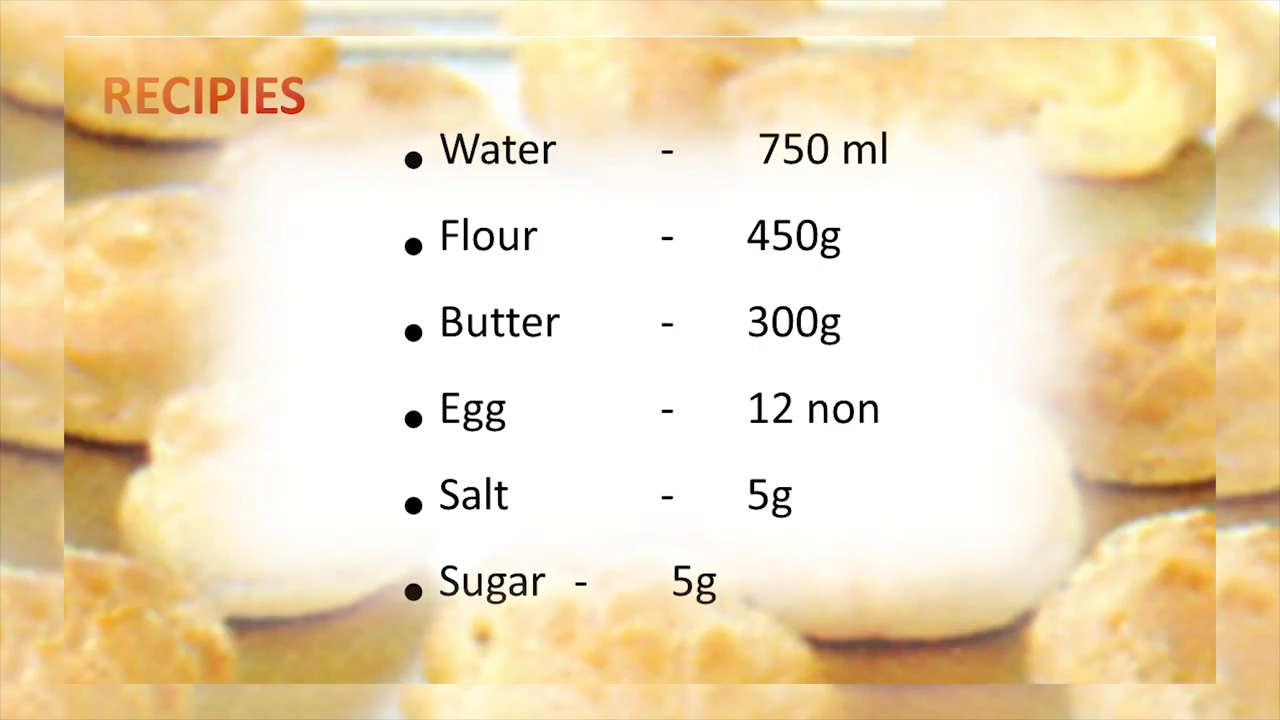 RECIPIES
• Water - 750 ml
• Flour - 450g
• Butter - 300g
• Egg - 12 non
• Salt - 5g
• Sugar - 5g